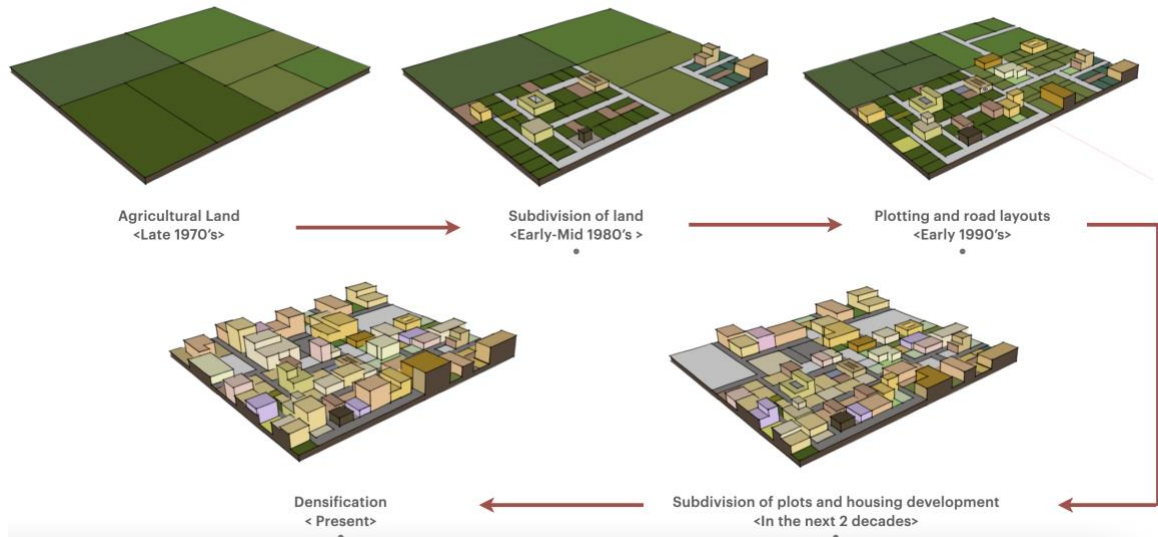 Agricultural Land
<Late 1970's>
Subdivision of land
<Early-Mid 1980's >
Plotting and road layouts
<Early 1990's>
Densification
< Present>
Subdivision of plots and housing development
<In the next 2 decades>